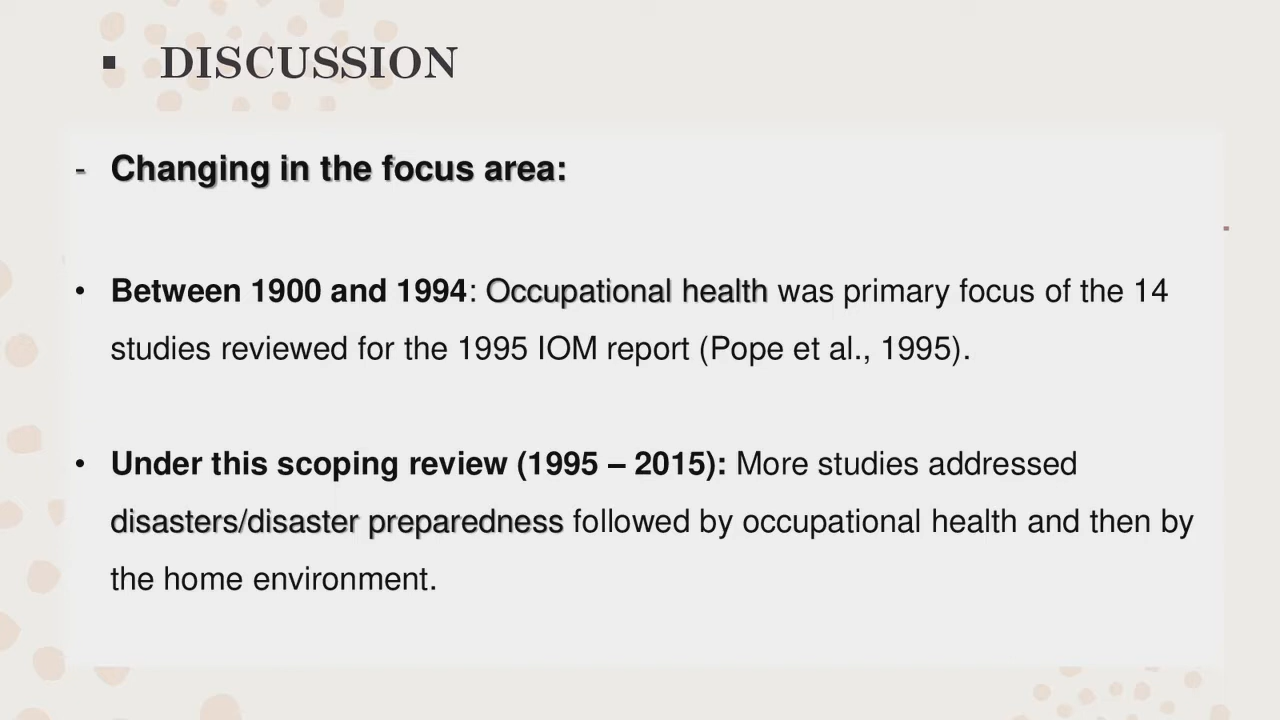 ▪ DISCUSSION
- Changing in the focus area:
• Between 1900 and 1994: Occupational health was primary focus of the 14
studies reviewed for the 1995 IOM report (Pope et al., 1995).
• Under this scoping review (1995 – 2015): More studies addressed
disasters/disaster preparedness followed by occupational health and then by
the home environment.